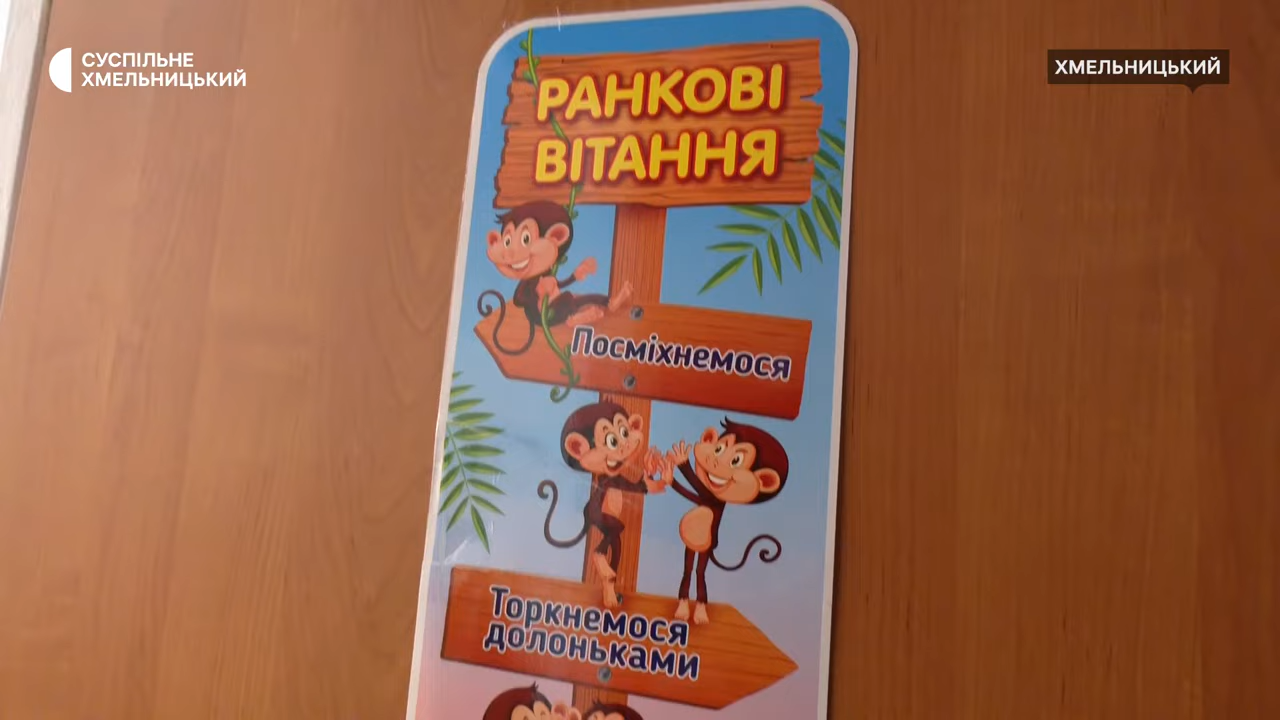 СУСПІЛЬНЕ
ХМЕЛЬНИЦЬКИЙ
ХМЕЛЬНИЦЬКИЙ
РАНКОВІ
ВІТАННЯ
Посміхнемося
Торкнемося
долоньками